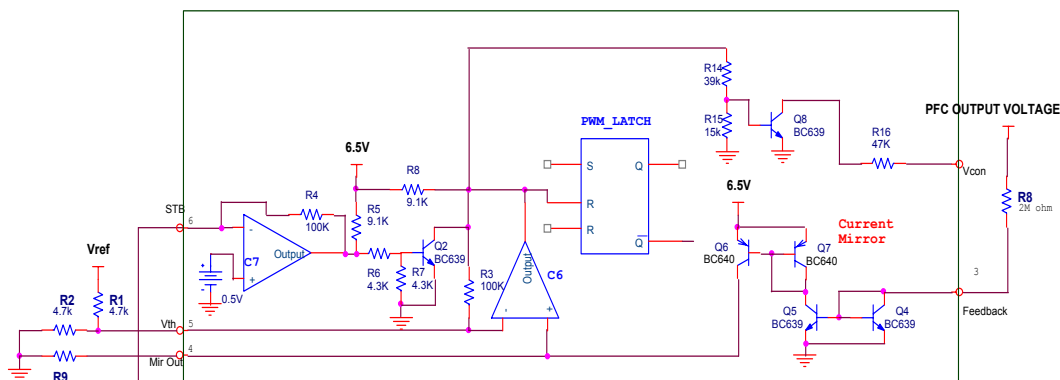 R14
39k
PFC OUTPUT VOLTAGE
R15
15k
Q8
BC639
PWM_LATCH
R16
47K
6.5V
R8
9.1K
S
Q
Vcon
R4
100K
R5
9.1K
R
R8
2M ohm
STB
6
6.5V
R
Q
Current
Mirror
-
Output
Q2
BC639
Q6
BC640
Q7
BC640
Vref
C7
+
R6
4.3K
R7
4.3K
R3
100K
Output
C6
3
0.5V
Feedback
R2
4.7k
R1
4.7k
Vth
5
-
+
Q5
BC639
Q4
BC639
4
Mir Out
R9